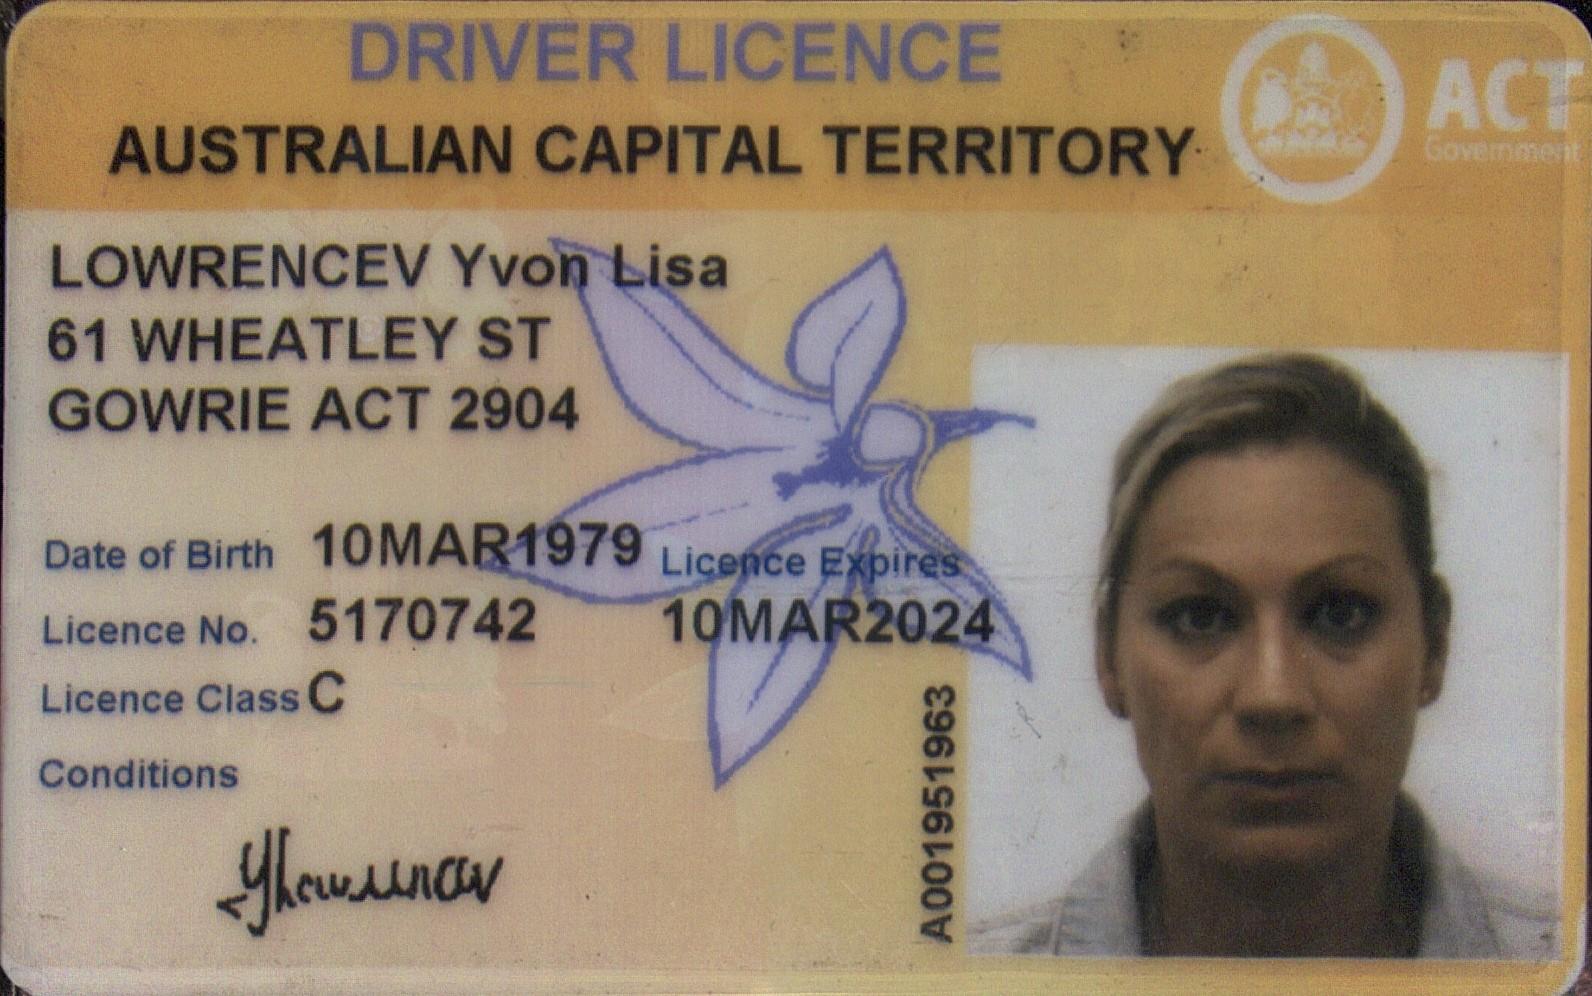 DRIVER LICENCE
AUSTRALIAN CAPITAL TERRITORY
ACT
Government
LOWRENCEV Yvon Lisa
61 WHEATLEY ST
GOWRIE ACT 2904
Date of Birth 10MAR1979
Licence Expires
Licence No. 5170742
10MAR2024
Licence Class C
Conditions
A001951963